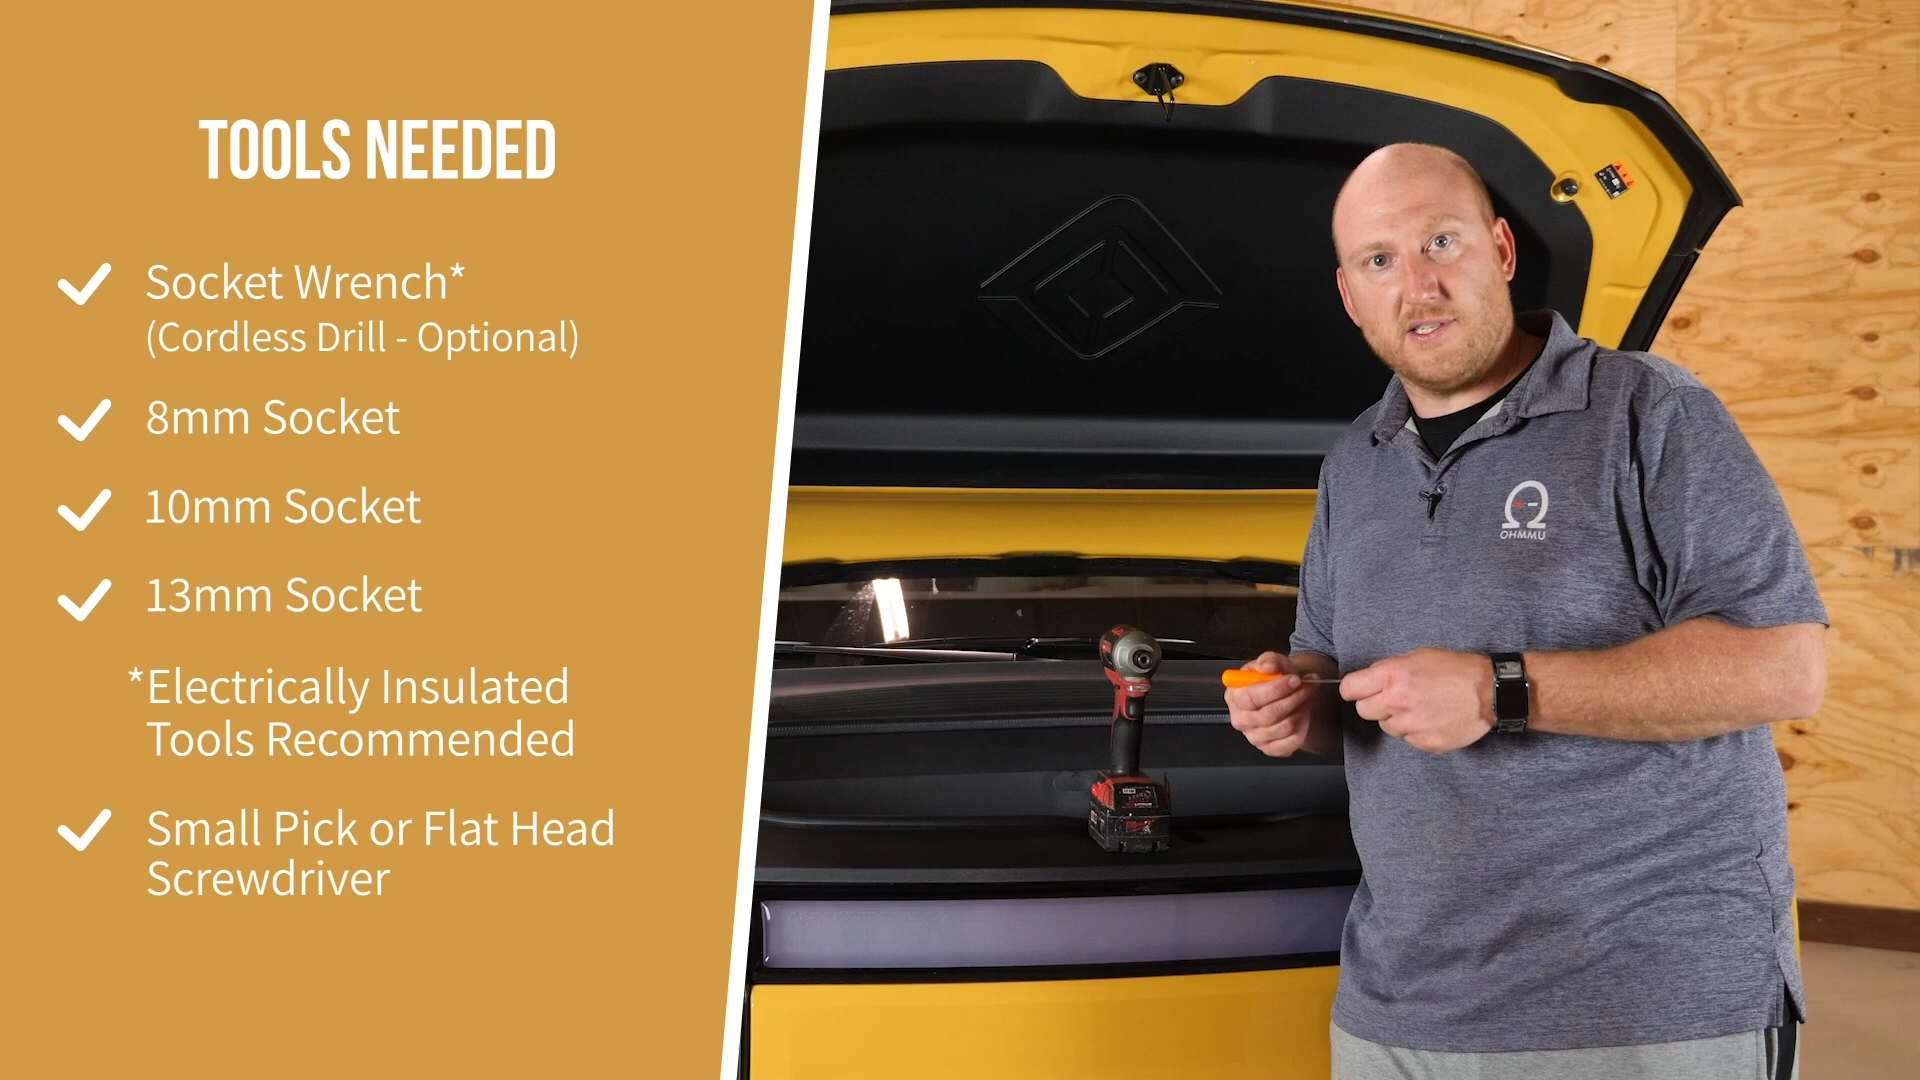 TOOLS NEEDED
Socket Wrench*
(Cordless Drill - Optional)
8mm Socket
10mm Socket
13mm Socket
*Electrically Insulated
Tools Recommended
Small Pick or Flat Head
Screwdriver
OHMMU